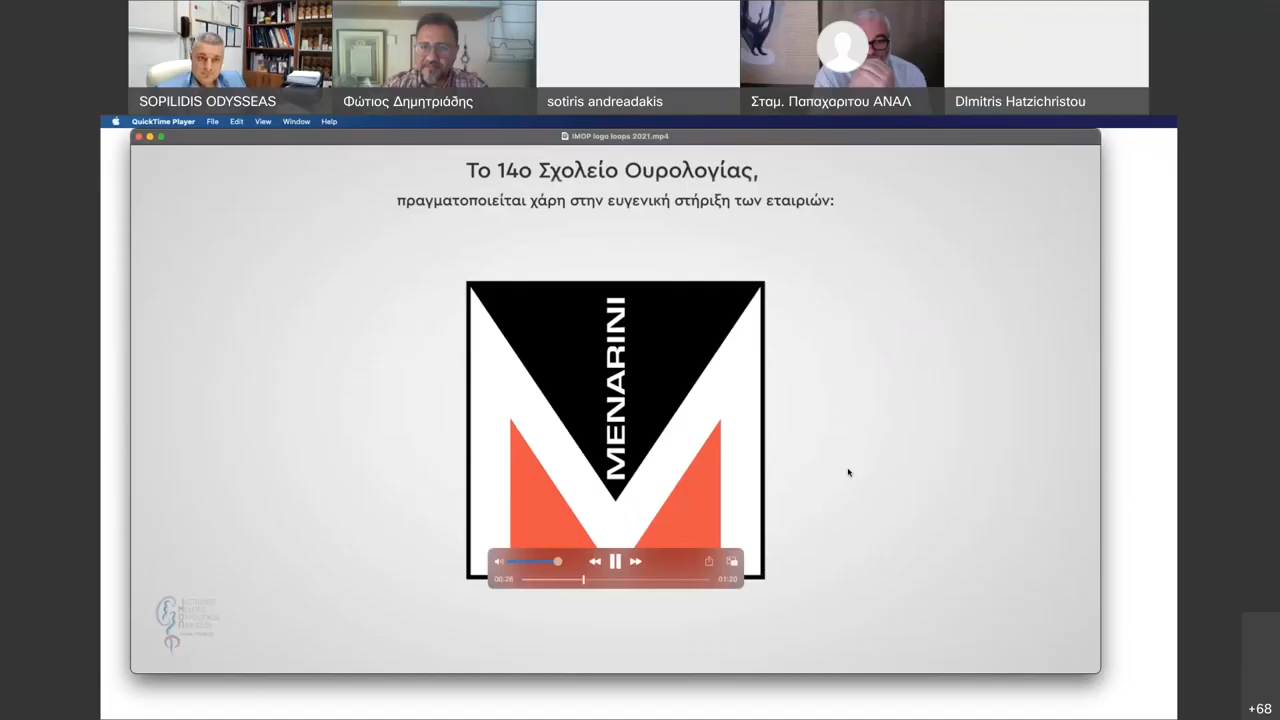 SOPILIDIS ODYSSEAS
Φώτιος Δημητριάδης
sotiris andreadakis
Σταμ. Παπαχαριτου ΑΝΑΛ
DImitris Hatzichristou
QuickTime Player File Edit View Window Help
IMOP logo loops 2021.mp4
Το 14ο Σχολείο Ουρολογίας,
πραγματοποιείται χάρη στην ευγενική στήριξη των εταιριών:
MENARINI
00:26
01:20
+68